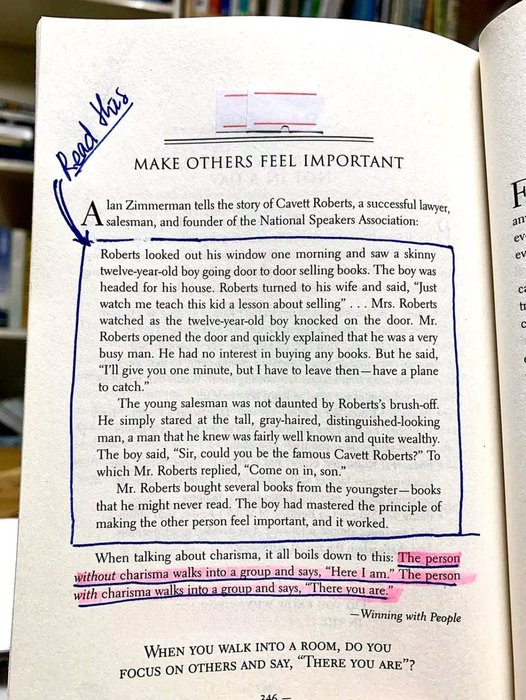 Read this
MAKE OTHERS FEEL IMPORTANT
Alan Zimmerman tells the story of Cavett Roberts, a successful lawyer,
salesman, and founder of the National Speakers Association:
Roberts looked out his window one morning and saw a skinny
twelve-year-old boy going door to door selling books. The boy was
headed for his house. Roberts turned to his wife and said, “Just
watch me teach this kid a lesson about selling” . . . Mrs. Roberts
watched as the twelve-year-old boy knocked on the door. Mr.
Roberts opened the door and quickly explained that he was a very
busy man. He had no interest in buying any books. But he said,
“I’ll give you one minute, but I have to leave then—have a plane
to catch.”
The young salesman was not daunted by Roberts’s brush-off.
He simply stared at the tall, gray-haired, distinguished-looking
man, a man that he knew was fairly well known and quite wealthy.
The boy said, “Sir, could you be the famous Cavett Roberts?” To
which Mr. Roberts replied, “Come on in, son.”
Mr. Roberts bought several books from the youngster—books
that he might never read. The boy had mastered the principle of
making the other person feel important, and it worked.
When talking about charisma, it all boils down to this: The person
without charisma walks into a group and says, “Here I am.” The person
with charisma walks into a group and says, “There you are.”
—Winning with People
WHEN YOU WALK INTO A ROOM, DO YOU
FOCUS ON OTHERS AND SAY, “THERE YOU ARE”?
246 —